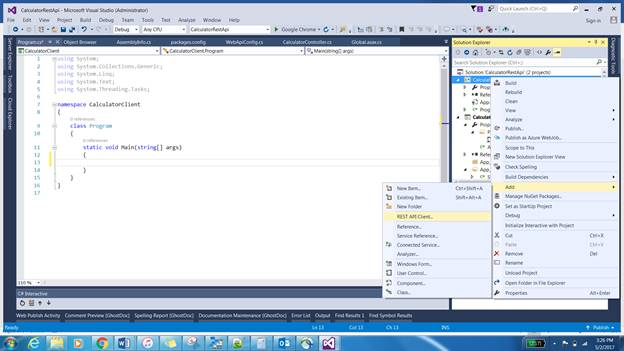 CalculatorRestApi - Microsoft Visual Studio (Administrator)
Quick Launch (Ctrl+Q)
File Edit View Project Build Debug Team Tools Test Analyze Window Help
Sign in
Debug Any CPU CalculatorRestApi Google Chrome
Program.cs Object Browser AssemblyInfo.cs packages.config WebApiConfig.cs CalculatorController.cs Global.asax.cs
Solution Explorer
CalculatorClient CalculatorClient.Program Main(string[] args)
Server Explorer
Toolbox
Cloud Explorer
Diagnostic Tools
Search Solution Explorer (Ctrl+;)
Solution 'CalculatorRestApi' (2 projects)
1 using System;
2 using System.Collections.Generic;
3 using System.Linq;
4 using System.Text;
5 using System.Threading.Tasks;
6
7 namespace CalculatorClient
8 {
0 references
9 class Program
10 {
0 references
11 static void Main(string[] args)
12 {
13
14 }
15 }
16 }
Build
Rebuild
Clean
View
Analyze
Publish...
Publish as Azure WebJob...
Scope to This
New Solution Explorer View
Check Spelling
Build Dependencies
Add
Manage NuGet Packages...
Set as StartUp Project
Debug
Initialize Interactive with Project
Cut Ctrl+X
Paste Ctrl+V
Remove Del
Rename
Unload Project
Open Folder in File Explorer
Properties Alt+Enter
New Item... Ctrl+Shift+A
Existing Item... Shift+Alt+A
New Folder
REST API Client...
Reference...
Service Reference...
Connected Service...
Analyzer...
Windows Form...
User Control...
Component...
Class...
110 %
C# Interactive
Web Publish Activity Comment Preview [GhostDoc] Documentation Maintenance [GhostDoc] Error List Output Find Results 1 Find Symbol Results
Ready Ln 13 Col 13 Ch 13 INS Publish
3:26 PM
5/2/2017